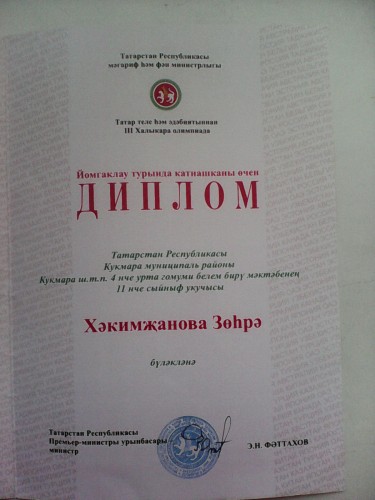 Татарстан Республикасы
мәгариф һәм фән министрлыгы
Татар теле һәм әдәбиятыннан
III Халыкара олимпиада
Йомгаклау турында катнашканы өчен
ДИПЛОМ
Татарстан Республикасы
Кукмара муниципаль районы
Кукмара ш.т.п. 4 нче урта гомуми белем бирү мәктәбенең
11 нче сыйныф укучысы
Хәкимҗанова Зөһрә
бүләкләнә
Татарстан Республикасы
Премьер-министры урынбасары
министр
Э.Н. ФӘТТАХОВ